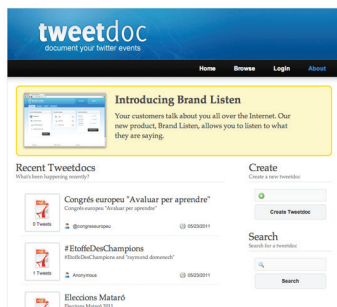 tweetdoc
document your twitter events
Home Browse Login About
Introducing Brand Listen
Your customers talk about you all over the Internet. Our
new product, Brand Listen, allows you to listen to what
they are saying.
Recent Tweetdocs
What's been happening recently?
Congrés europeu "Avaluar per aprendre"
Congrés europeu "Avaluar per aprendre"
0 Tweets
@congreseuropeu 05/23/2011
#EtoffeDesChampions
#EtoffeDesChampions and "raymond domenech"
1 Tweets
Anonymous 05/23/2011
Eleccions Mataró
Eleccions Mataró 2011
Create
Create a new tweetdoc
Create Tweetdoc
Search
Search for a tweetdoc
Search